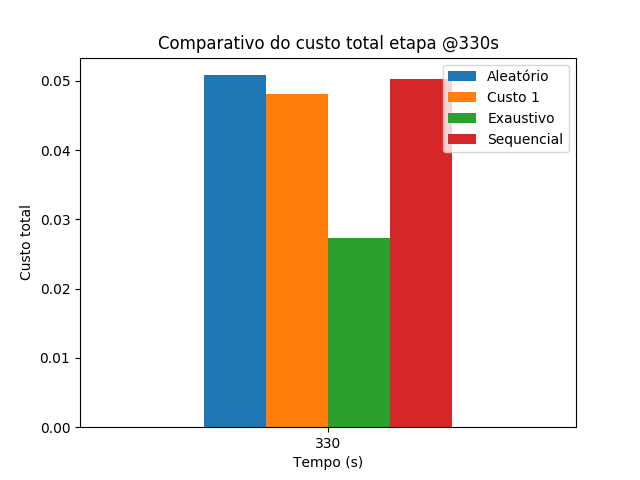 Comparativo do custo total etapa @330s
Aleatório
Custo 1
Exaustivo
Sequencial
Custo total
0.05
0.04
0.03
0.02
0.01
0.00
330
Tempo (s)